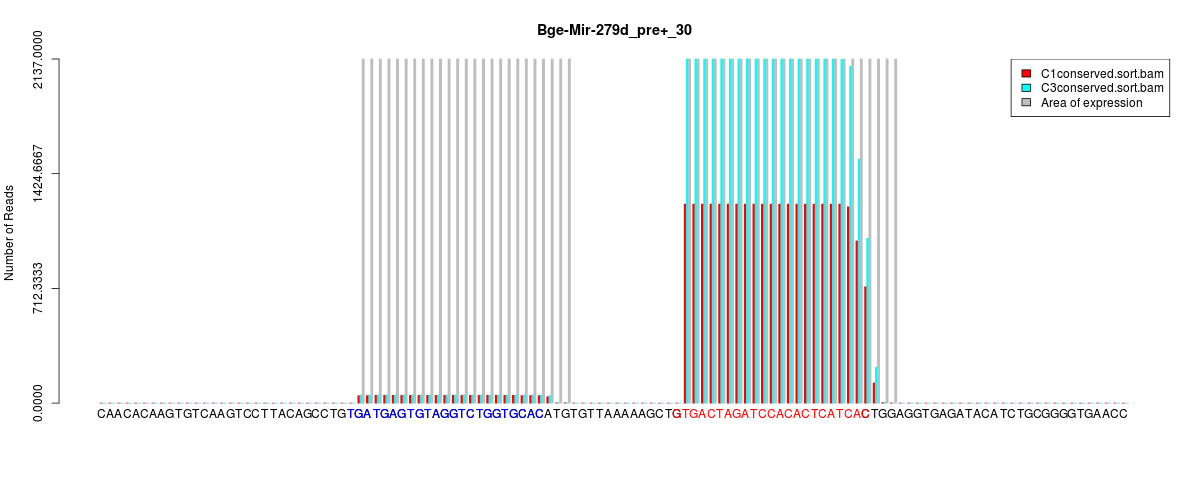 Bge-Mir-279d_pre+_30
2137.0000
1424.6667
712.3333
0.0000
Number of Reads
C1conserved.sort.bam
C3conserved.sort.bam
Area of expression
CAACACAAGTGTCAAGTCCTTACAGCCTGTGATGAGTGTAGGTCTGGTGCACATGTGTTAAAAAGCTGTGACTAGATCCACACTCATCACTGGAGGTGAGATACATCTGCGGGGTGAACC